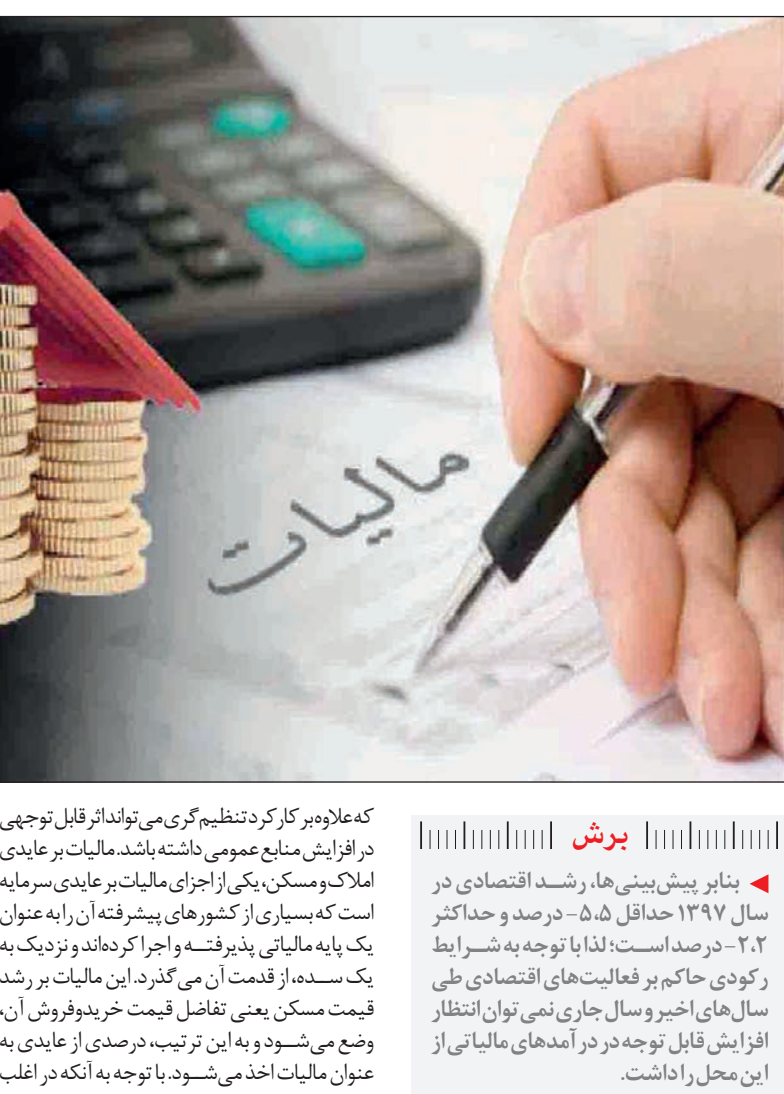 مالیات
برش
بنابر پیش‌بینی‌ها، رشد اقتصادی در
سال ۱۳۹۷ حداقل ۵،۵- درصد و حداکثر
۲،۲- درصد است؛ لذا با توجه به شرایط
رکودی حاکم بر فعالیت‌های اقتصادی طی
سال‌های اخیر و سال جاری نمی توان انتظار
افزایش قابل توجه در درآمدهای مالیاتی از
این محل را داشت.
که علاوه بر کارکرد تنظیم گری می تواند اثر قابل توجهی
در افزایش منابع عمومی داشته باشد. مالیات بر عایدی
املاک و مسکن، یکی از اجزای مالیات بر عایدی سرمایه
است که بسیاری از کشورهای پیشرفته آن را به عنوان
یک پایه مالیاتی پذیرفته و اجرا کرده‌اند و نزدیک به
یک سده، از قدمت آن می گذرد. این مالیات بر رشد
قیمت مسکن یعنی تفاضل قیمت خریدوفروش آن،
وضع می‌شود و به این ترتیب، درصدی از عایدی به
عنوان مالیات اخذ می‌شود. با توجه به آنکه در اغلب